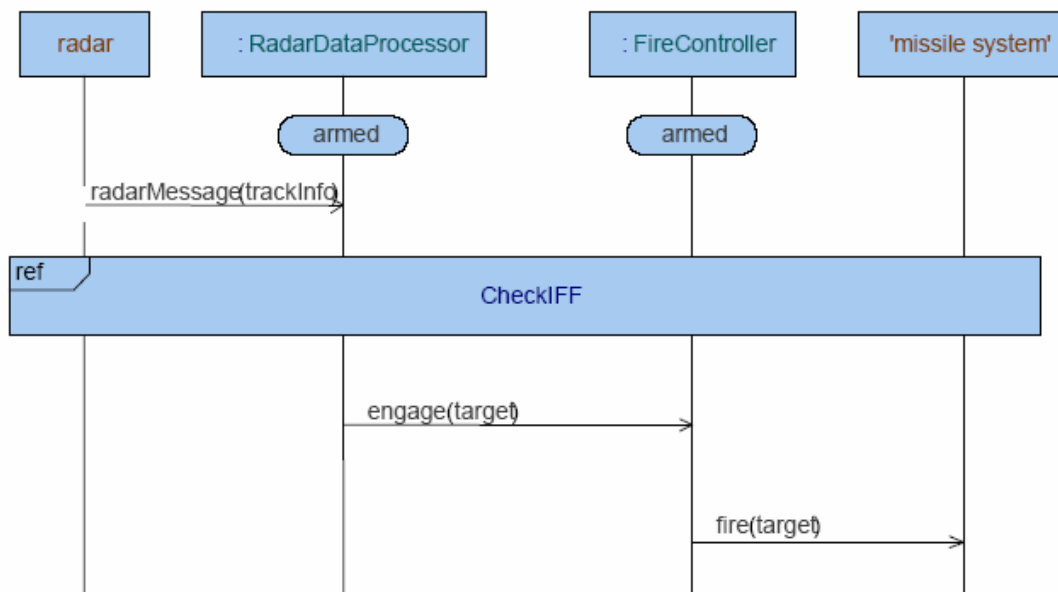 radar
: RadarDataProcessor
: FireController
'missile system'
armed
armed
radarMessage(trackInfo)
ref
CheckIFF
engage(target)
fire(target)